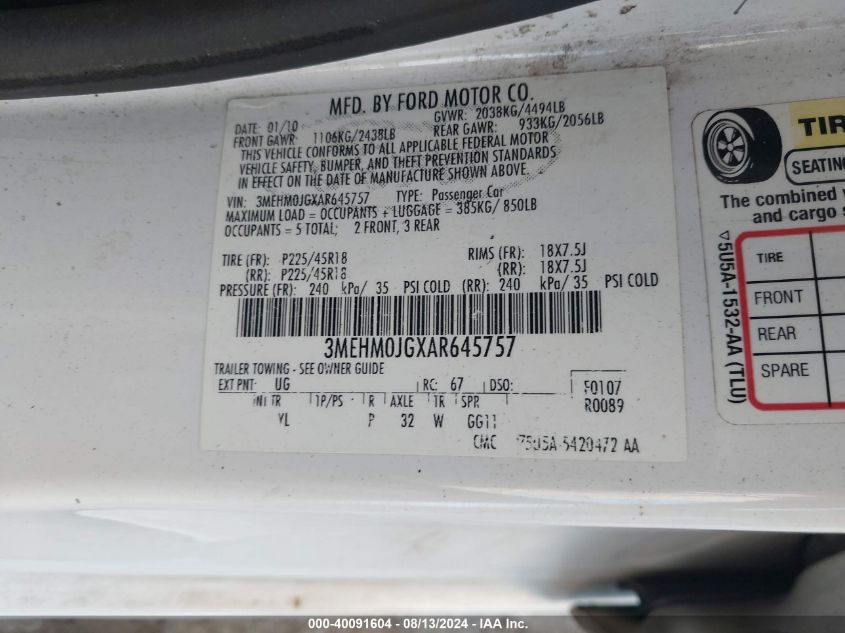 MFD. BY FORD MOTOR CO.
DATE: 01/10 GVWR: 2038KG/4494LB
FRONT GAWR: 1106KG/2438LB REAR GAWR: 933KG/2056LB
THIS VEHICLE CONFORMS TO ALL APPLICABLE FEDERAL MOTOR
VEHICLE SAFETY, BUMPER, AND THEFT PREVENTION STANDARDS
IN EFFECT ON THE DATE OF MANUFACTURE SHOWN ABOVE.
VIN: 3MEHM0JGXAR645757 TYPE: Passenger Car
MAXIMUM LOAD = OCCUPANTS + LUGGAGE = 385KG/ 850LB
OCCUPANTS = 5 TOTAL; 2 FRONT, 3 REAR
TIRE (FR): P225/45R18 RIMS (FR): 18X7.5J
(RR): P225/45R18 (RR): 18X7.5J
PRESSURE (FR): 240 kPa/ 35 PSI COLD (RR): 240 kPa/ 35 PSI COLD
3MEHM0JGXAR645757
TRAILER TOWING - SEE OWNER GUIDE
EXT PNT: UG RC: 67 DSO: F0107
R0089
INT TR TP/PS R AXLE TR SPR
VL P 32 W GG11
CMC 75U5A 5420472 AA
TIR
SEATING
The combined
and cargo
TIRE
FRONT
REAR
SPARE
5U5A-1532-AA (TLU)
000-40091604 - 08/13/2024 - IAA Inc.